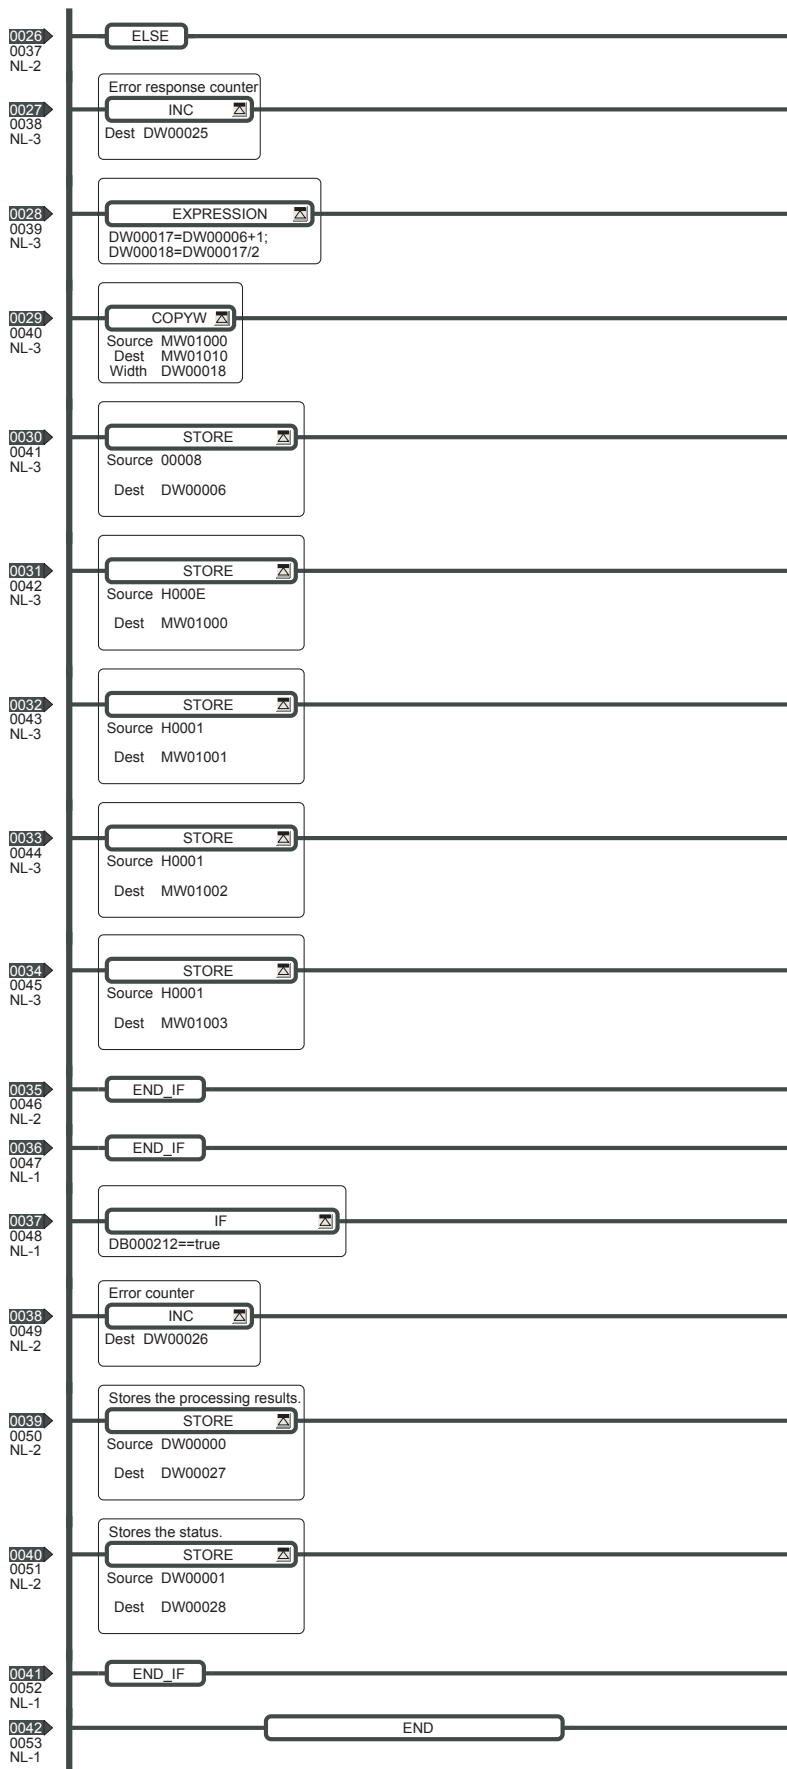 0026
0037
NL-2
ELSE
Error response counter
0027
0038
NL-3
INC
Dest DW00025
0028
0039
NL-3
EXPRESSION
DW00017=DW00006+1;
DW00018=DW00017/2
0029
0040
NL-3
COPYW
Source MW01000
Dest MW01010
Width DW00018
0030
0041
NL-3
STORE
Source 00008
Dest DW00006
0031
0042
NL-3
STORE
Source H000E
Dest MW01000
0032
0043
NL-3
STORE
Source H0001
Dest MW01001
0033
0044
NL-3
STORE
Source H0001
Dest MW01002
0034
0045
NL-3
STORE
Source H0001
Dest MW01003
0035
0046
NL-2
END_IF
0036
0047
NL-1
END_IF
0037
0048
NL-1
IF
DB000212==true
Error counter
0038
0049
NL-2
INC
Dest DW00026
Stores the processing results.
0039
0050
NL-2
STORE
Source DW00000
Dest DW00027
Stores the status.
0040
0051
NL-2
STORE
Source DW00001
Dest DW00028
0041
0052
NL-1
END_IF
0042
0053
NL-1
END